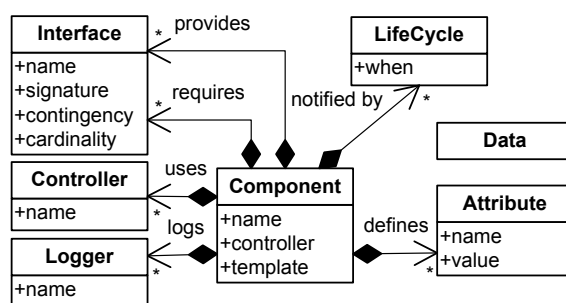 Interface
+name
+signature
+contingency
+cardinality
* provides
* requires
LifeCycle
+when
notified by
*
Data
Controller
+name
uses
*
Component
+name
+controller
+template
defines
*
Attribute
+name
+value
logs
*
Logger
+name